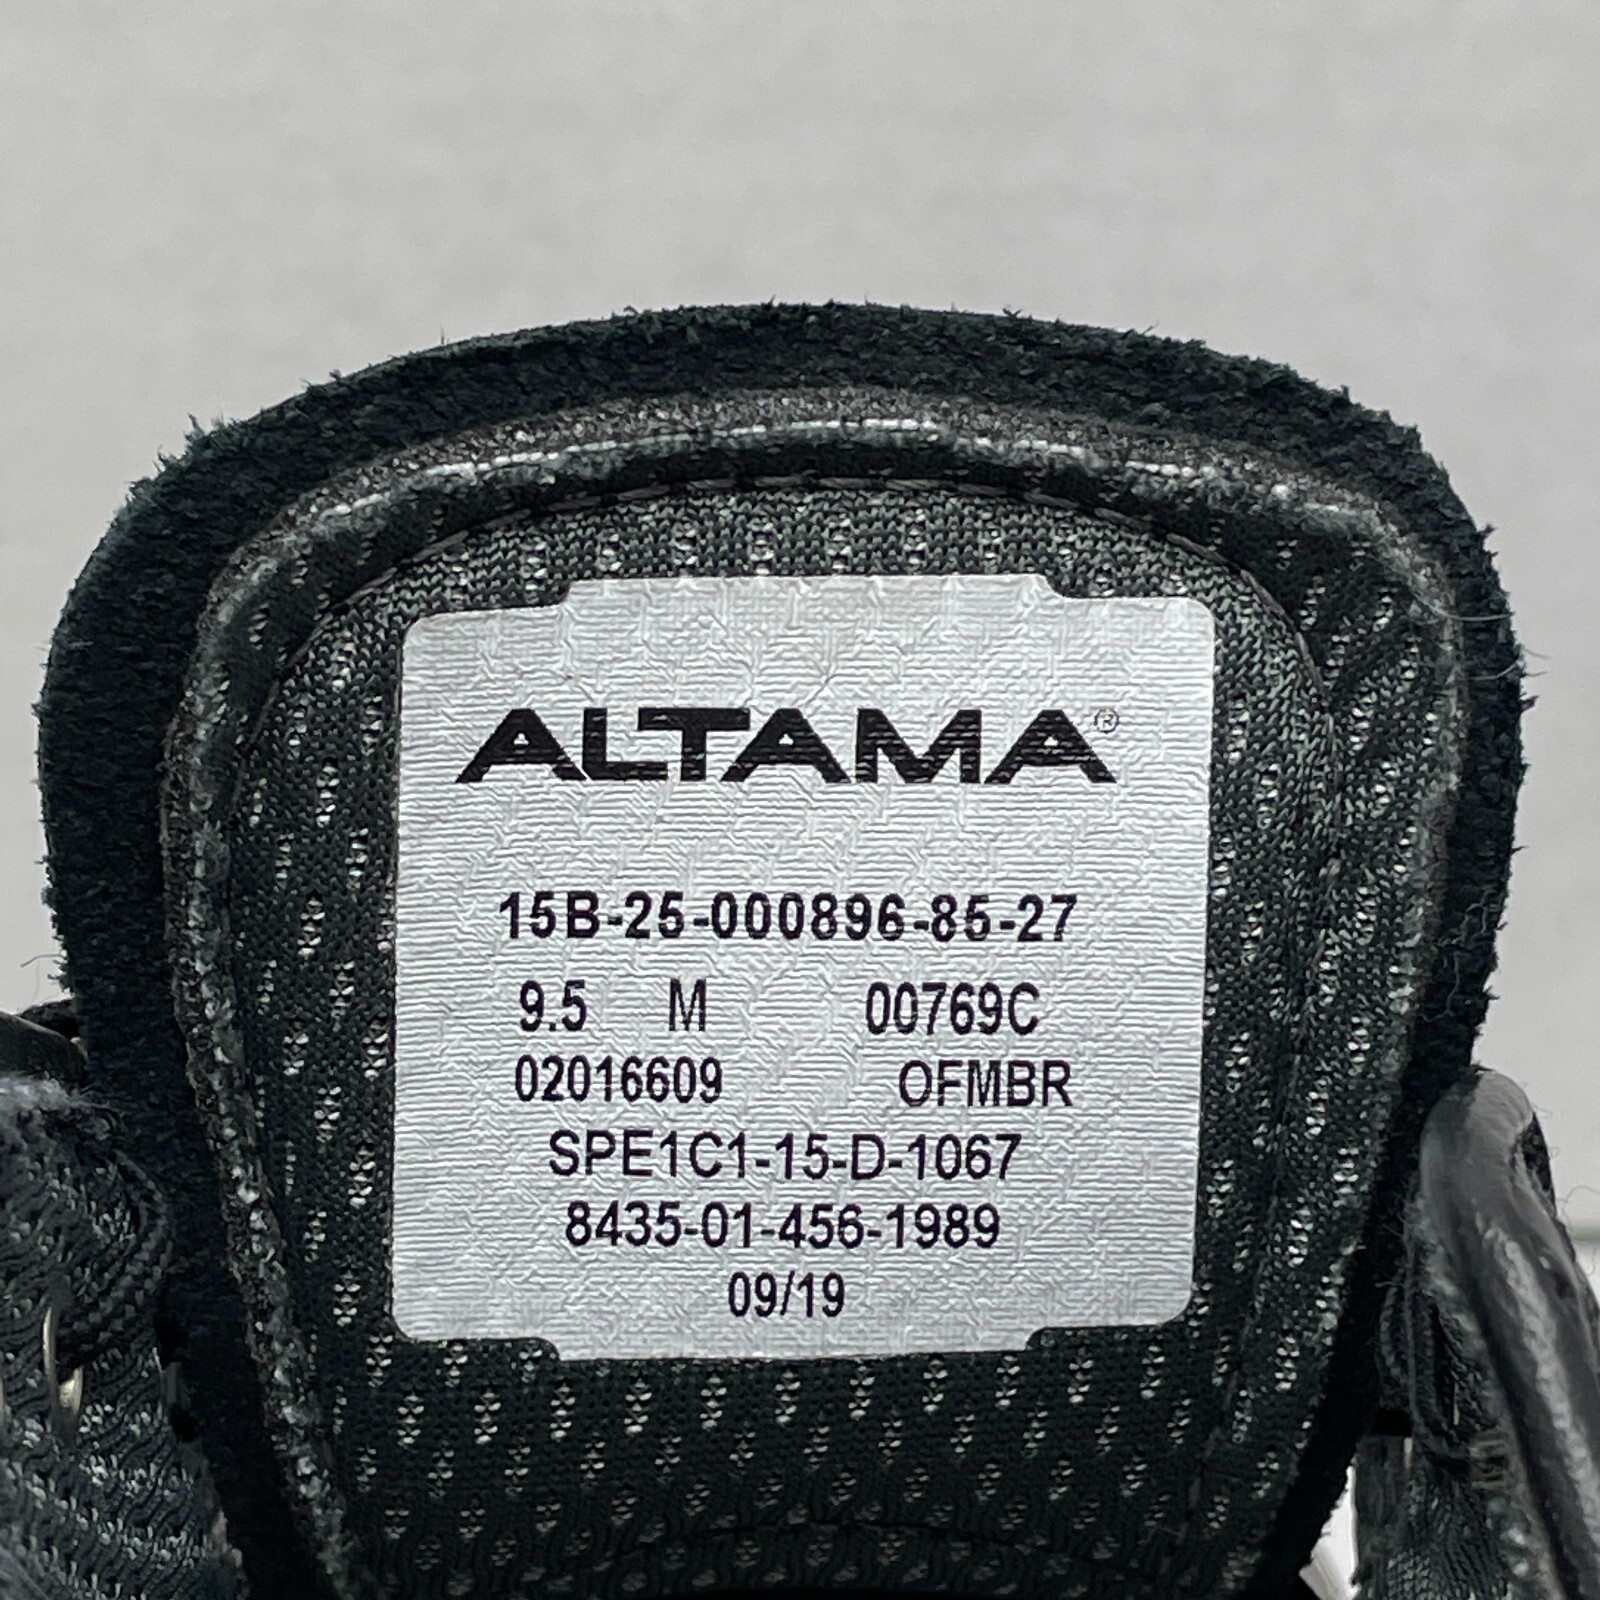 ALTAMA®
15B-25-000896-85-27
9.5 M 00769C
02016609 OFMBR
SPE1C1-15-D-1067
8435-01-456-1989
09/19